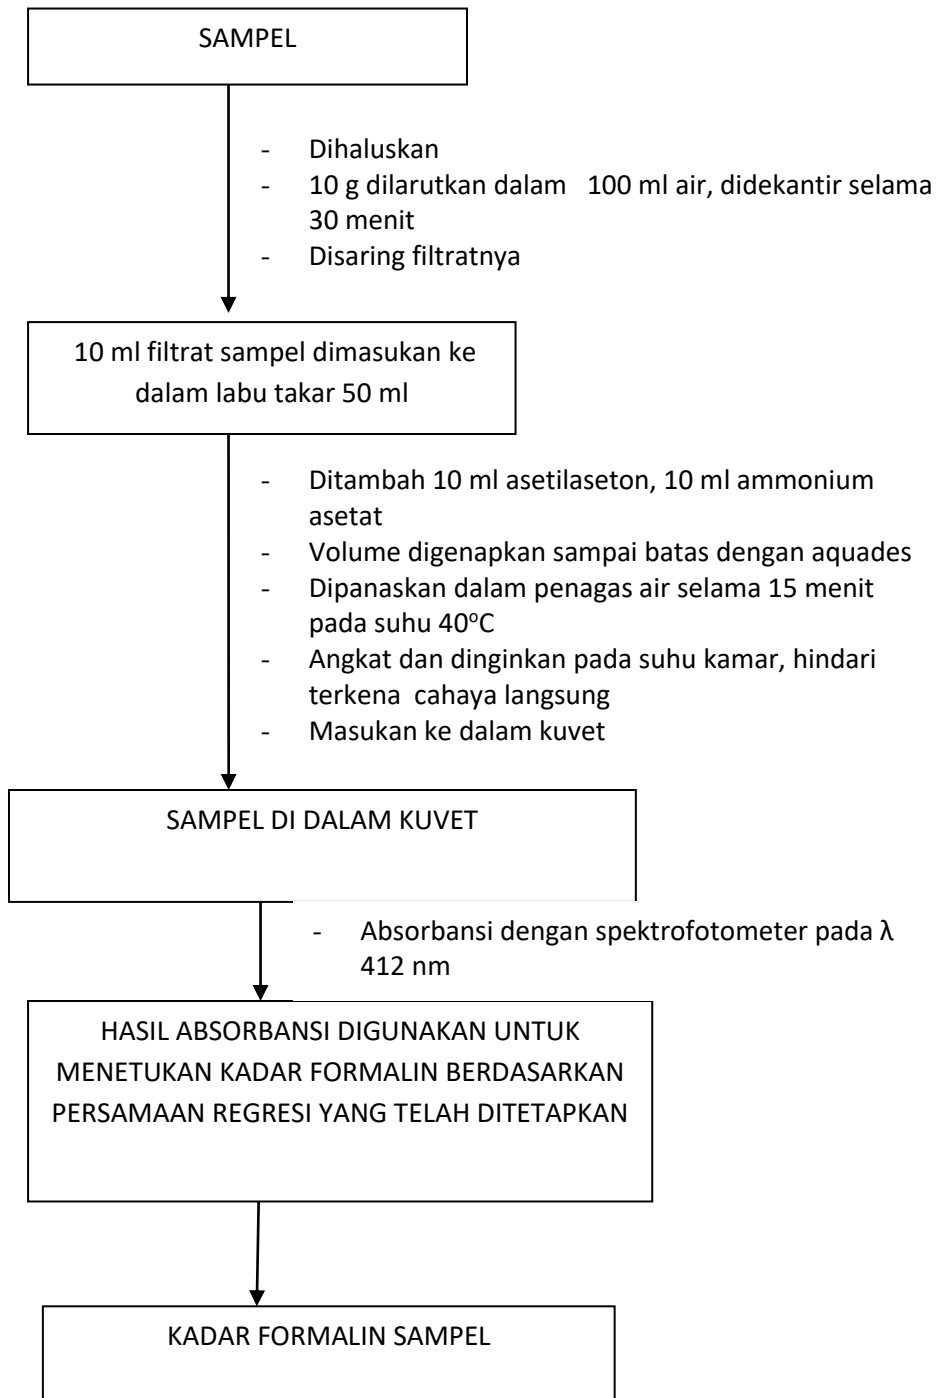 SAMPEL
- Dihaluskan
- 10 g dilarutkan dalam 100 ml air, didekantir selama
30 menit
- Disaring filtratnya
10 ml filtrat sampel dimasukan ke
dalam labu takar 50 ml
- Ditambah 10 ml asetilaseton, 10 ml ammonium
asetat
- Volume digenapkan sampai batas dengan aquades
- Dipanaskan dalam penagas air selama 15 menit
pada suhu 40°C
- Angkat dan dinginkan pada suhu kamar, hindari
terkena cahaya langsung
- Masukan ke dalam kuvet
SAMPEL DI DALAM KUVET
- Absorbansi dengan spektrofotometer pada λ
412 nm
HASIL ABSORBANSI DIGUNAKAN UNTUK
MENETUKAN KADAR FORMALIN BERDASARKAN
PERSAMAAN REGRESI YANG TELAH DITETAPKAN
KADAR FORMALIN SAMPEL